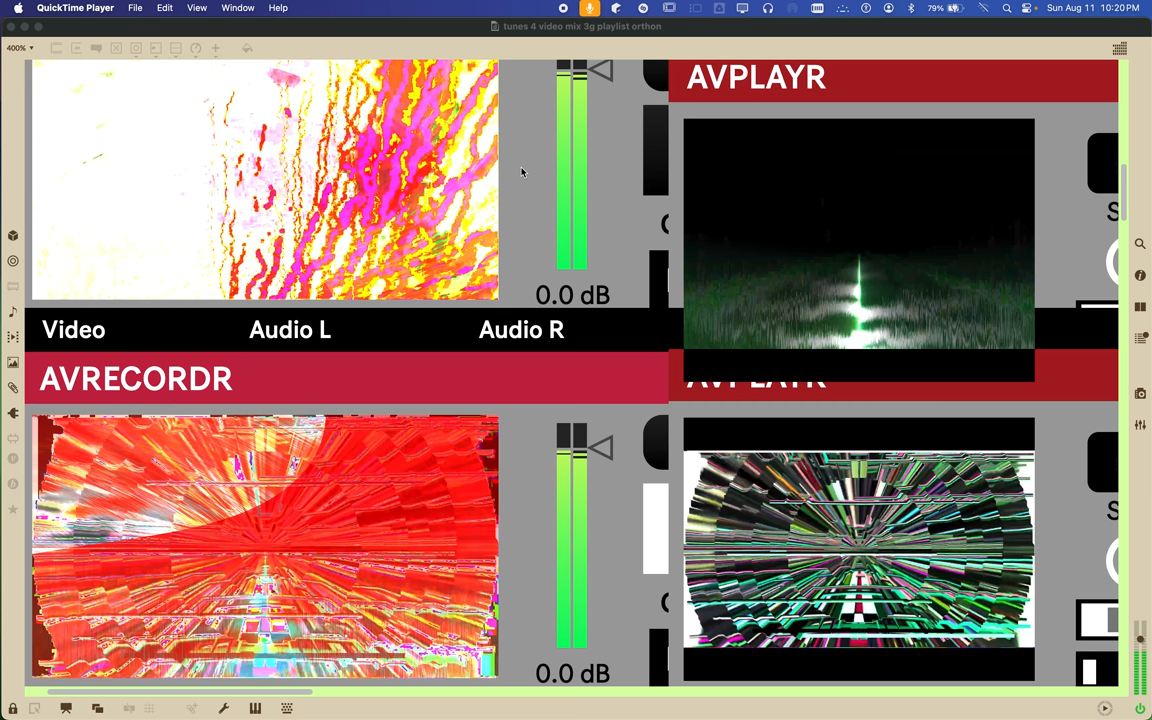 QuickTime Player File Edit View Window Help
79% Sun Aug 11 10:20 PM
tunes 4 video mix 3g playlist orthon
400%
AVPLAYR
S
0.0 dB
Video Audio L Audio R
AVRECORDR
AVPLAYR
S
0.0 dB